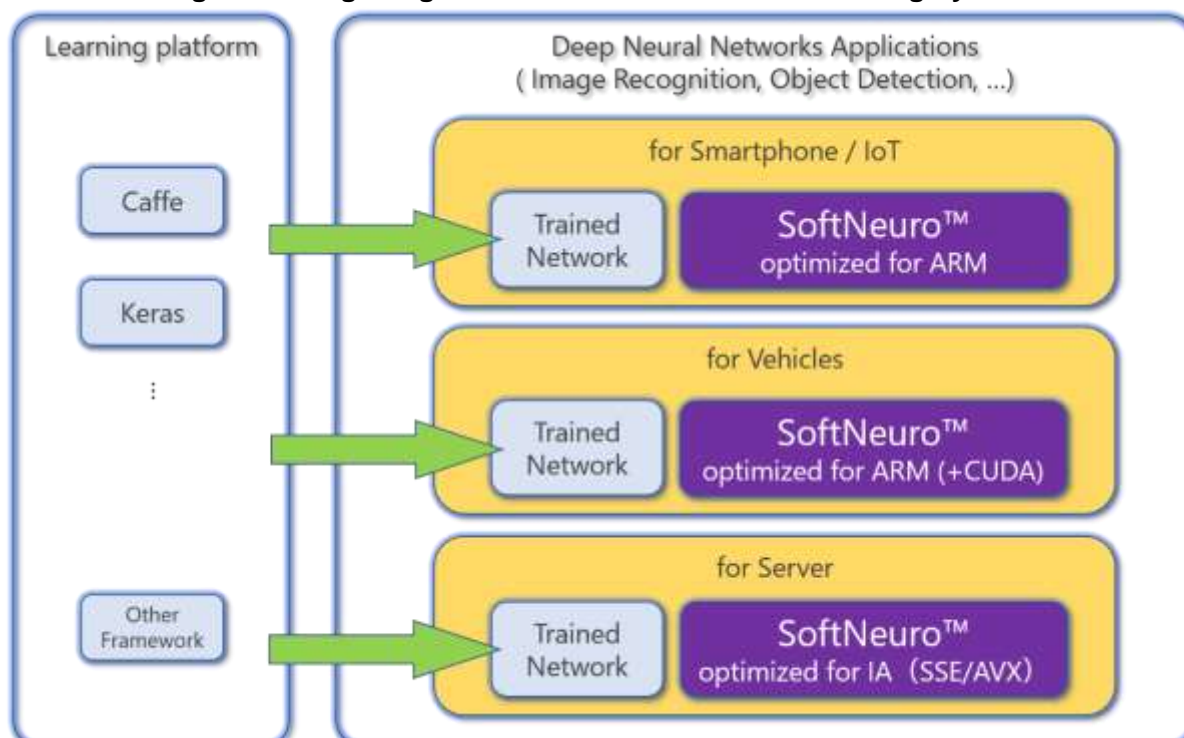 Learning platform
Caffe
Keras
⋮
Other
Framework
Deep Neural Networks Applications
( Image Recognition, Object Detection, ...)
for Smartphone / IoT
Trained
Network
SoftNeuro™
optimized for ARM
for Vehicles
Trained
Network
SoftNeuro™
optimized for ARM (+CUDA)
for Server
Trained
Network
SoftNeuro™
optimized for IA（SSE/AVX）